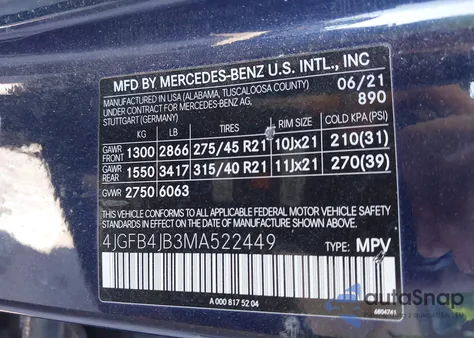 MFD BY MERCEDES-BENZ U.S. INTL., INC
MANUFACTURED IN USA (ALABAMA, TUSCALOOSA COUNTY) 06/21
UNDER CONTRACT FOR MERCEDES-BENZ AG, 890
STUTTGART (GERMANY)
KG LB TIRES RIM SIZE COLD KPA(PSI)
GAWR FRONT 1300 2866 275/45 R21 10Jx21 210(31)
GAWR REAR 1550 3417 315/40 R21 11Jx21 270(39)
GVWR 2750 6063
THIS VEHICLE CONFORMS TO ALL APPLICABLE FEDERAL MOTOR VEHICLE SAFETY
STANDARDS IN EFFECT ON THE DATE OF MANUFACTURE SHOWN ABOVE.
4JGFB4JB3MA522449 TYPE: MPV
A 000 817 52 04
autoSnap